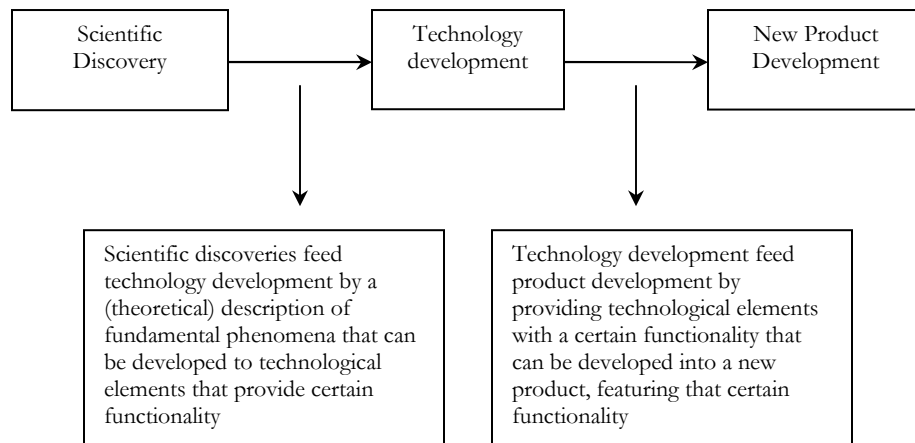 Scientific
Discovery
Technology
development
New Product
Development
Scientific discoveries feed
technology development by a
(theoretical) description of
fundamental phenomena that can
be developed to technological
elements that provide certain
functionality
Technology development feed
product development by
providing technological elements
with a certain functionality that
can be developed into a new
product, featuring that certain
functionality